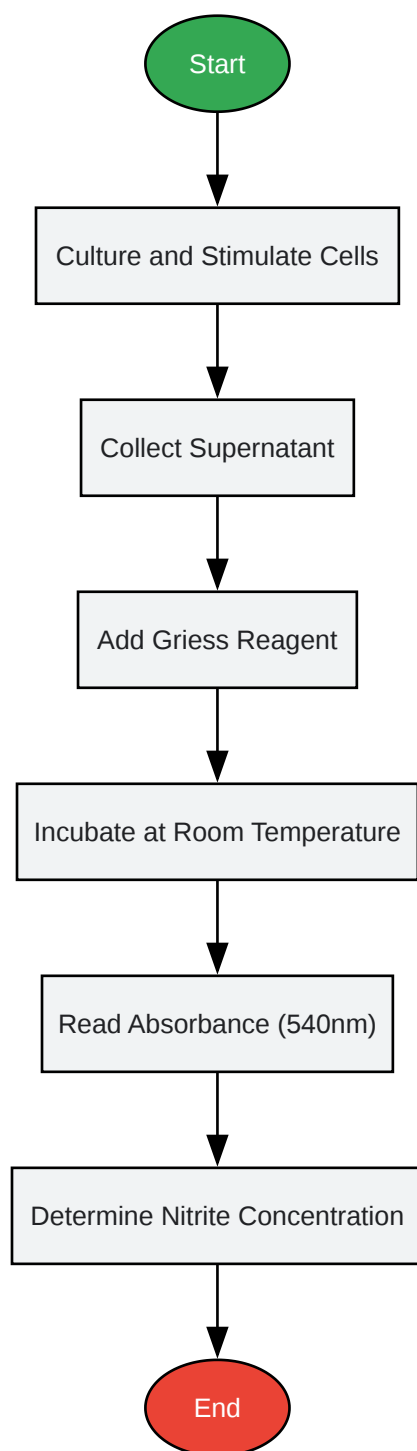 Start
Culture and Stimulate Cells
Collect Supernatant
Add Griess Reagent
Incubate at Room Temperature
Read Absorbance (540nm)
Determine Nitrite Concentration
End